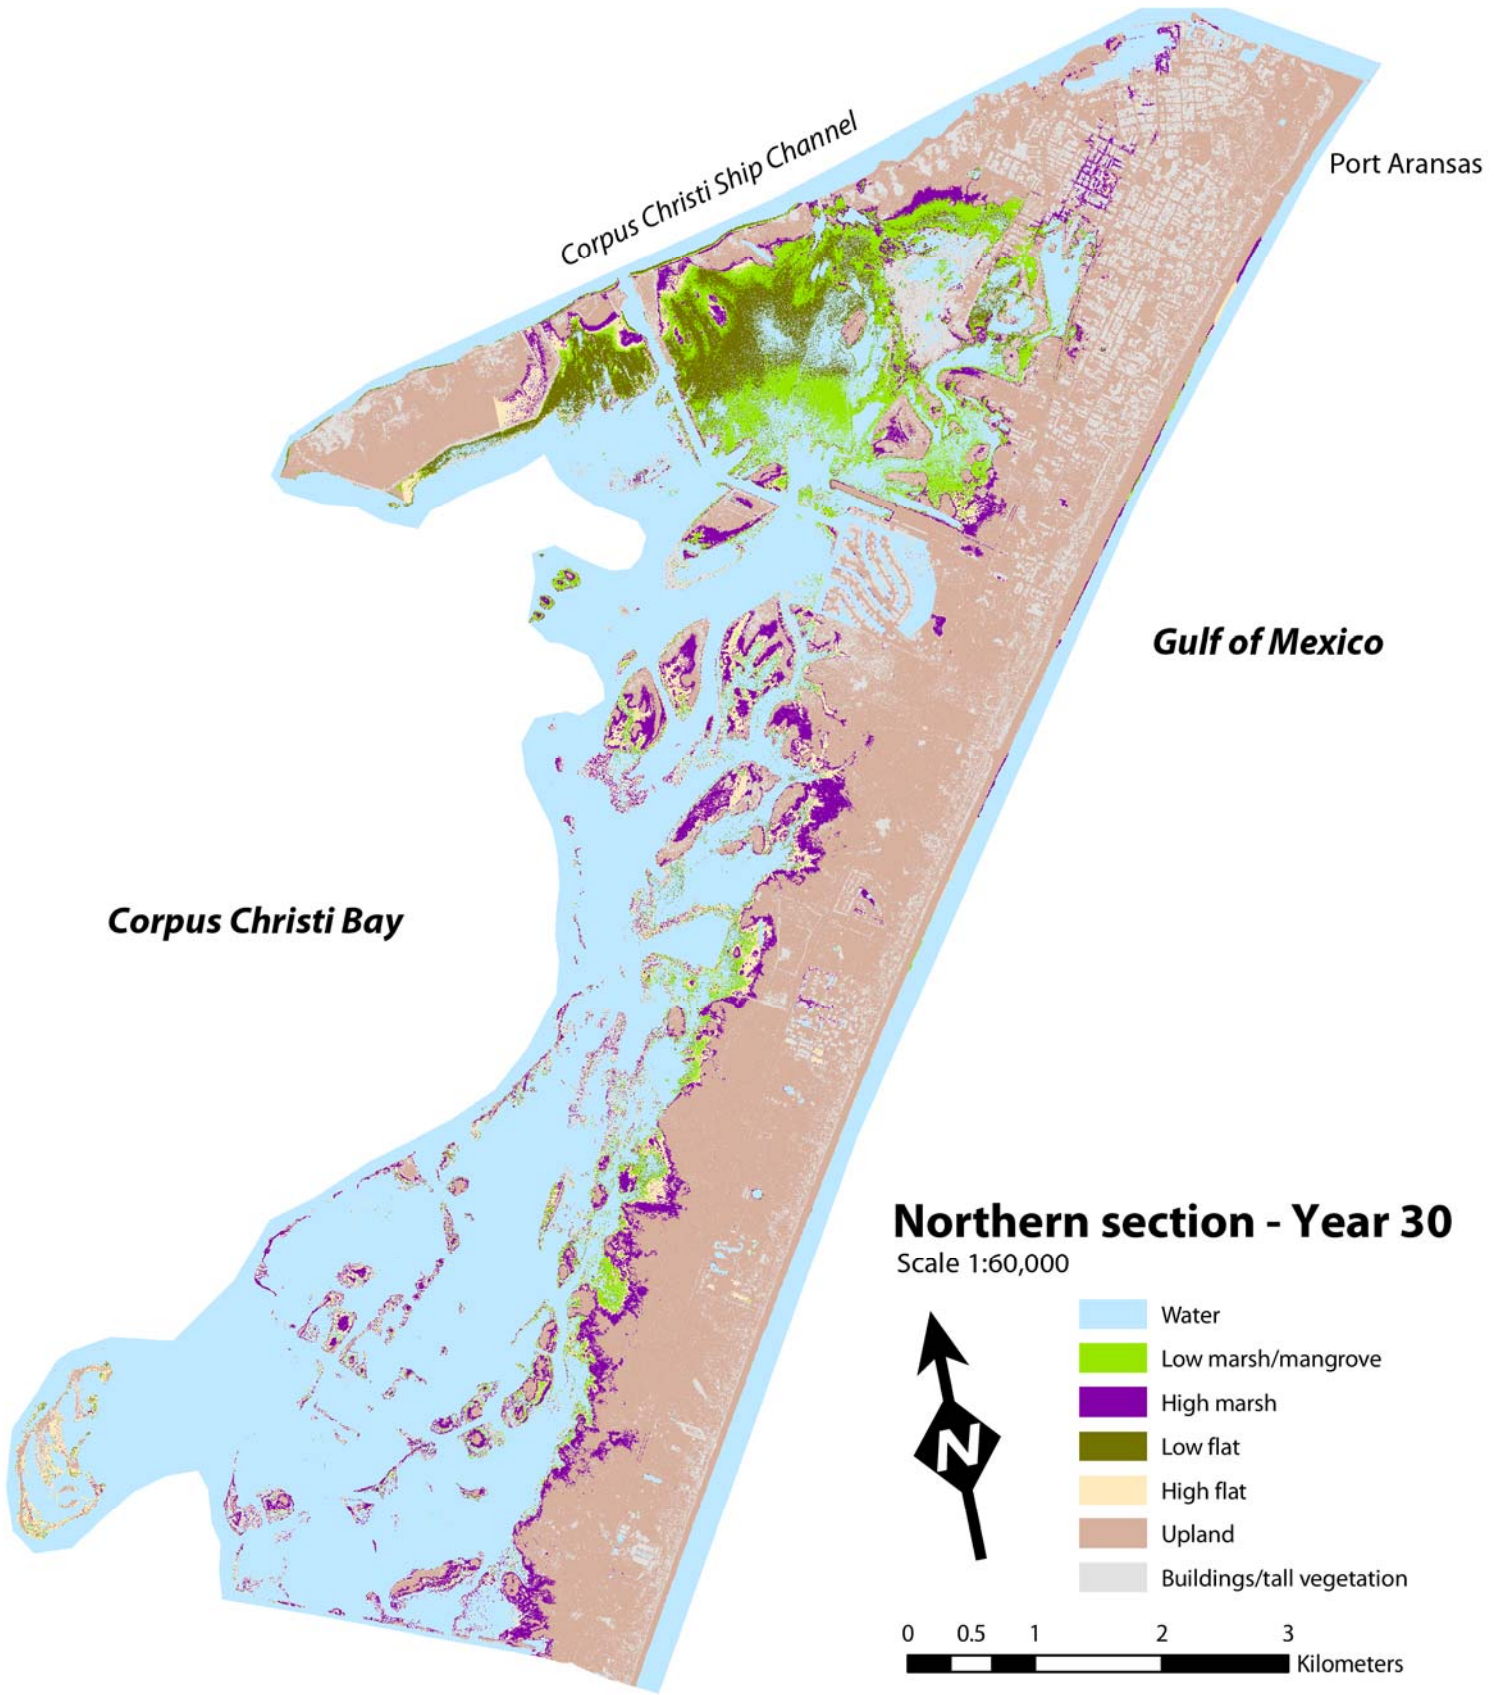 Corpus Christi Ship Channel
Port Aransas
Gulf of Mexico
Corpus Christi Bay
Northern section - Year 30
Scale 1:60,000
N
Water
Low marsh/mangrove
High marsh
Low flat
High flat
Upland
Buildings/tall vegetation
0 0.5 1 2 3
Kilometers